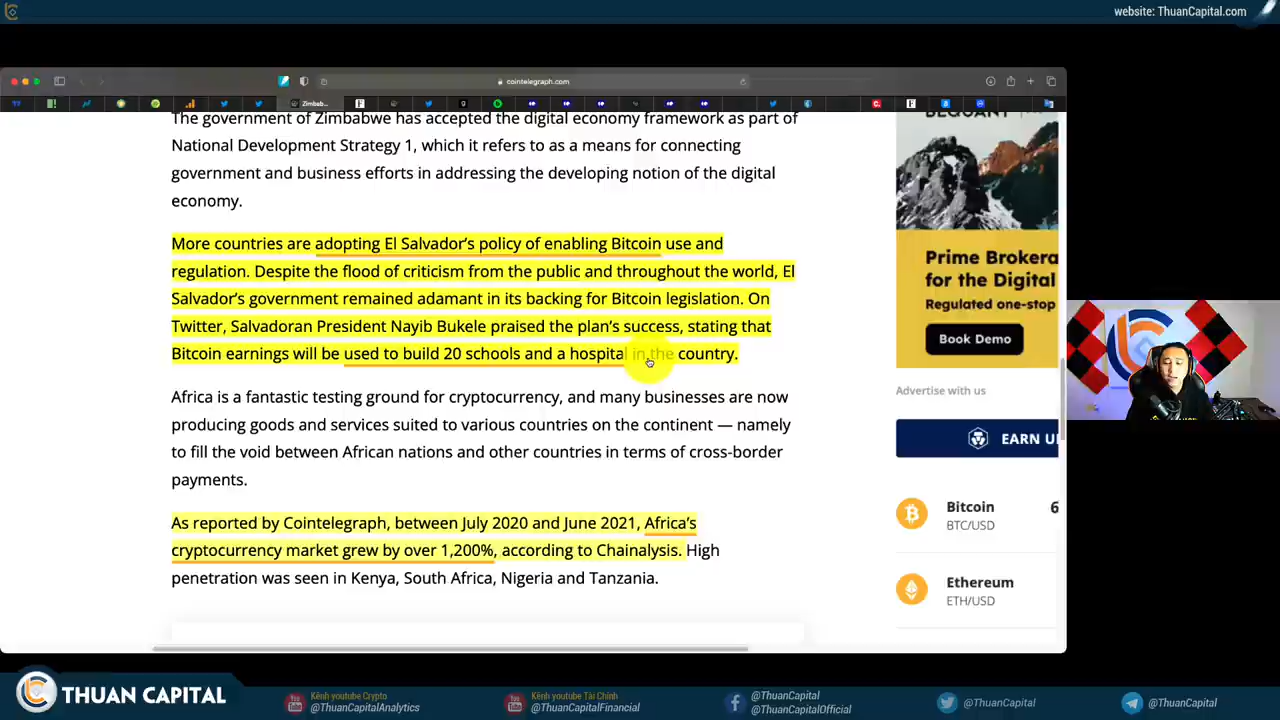 website: ThuanCapital.com
cointelegraph.com
Zimbab...
The government of Zimbabwe has accepted the digital economy framework as part of
National Development Strategy 1, which it refers to as a means for connecting
government and business efforts in addressing the developing notion of the digital
economy.
More countries are adopting El Salvador’s policy of enabling Bitcoin use and
regulation. Despite the flood of criticism from the public and throughout the world, El
Salvador’s government remained adamant in its backing for Bitcoin legislation. On
Twitter, Salvadoran President Nayib Bukele praised the plan’s success, stating that
Bitcoin earnings will be used to build 20 schools and a hospital in the country.
Africa is a fantastic testing ground for cryptocurrency, and many businesses are now
producing goods and services suited to various countries on the continent — namely
to fill the void between African nations and other countries in terms of cross-border
payments.
As reported by Cointelegraph, between July 2020 and June 2021, Africa’s
cryptocurrency market grew by over 1,200%, according to Chainalysis. High
penetration was seen in Kenya, South Africa, Nigeria and Tanzania.
BEQUANT
Prime Brokera
for the Digital
Regulated one-stop
Book Demo
Advertise with us
EARN U
Bitcoin 6
BTC/USD
Ethereum
ETH/USD
THUAN CAPITAL
Kênh youtube Crypto
@ThuanCapitalAnalytics
Kênh youtube Tài Chính
@ThuanCapitalFinancial
@ThuanCapital
@ThuanCapitalOfficial
@ThuanCapital
@ThuanCapital